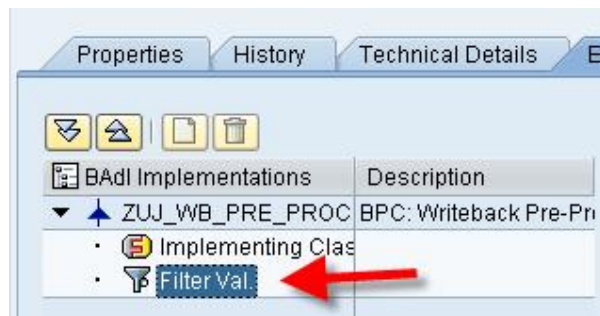 Properties History Technical Details E
BAdI Implementations Description
ZUJ_WB_PRE_PROC BPC: Writeback Pre-Pr
Implementing Clas
Filter Val.